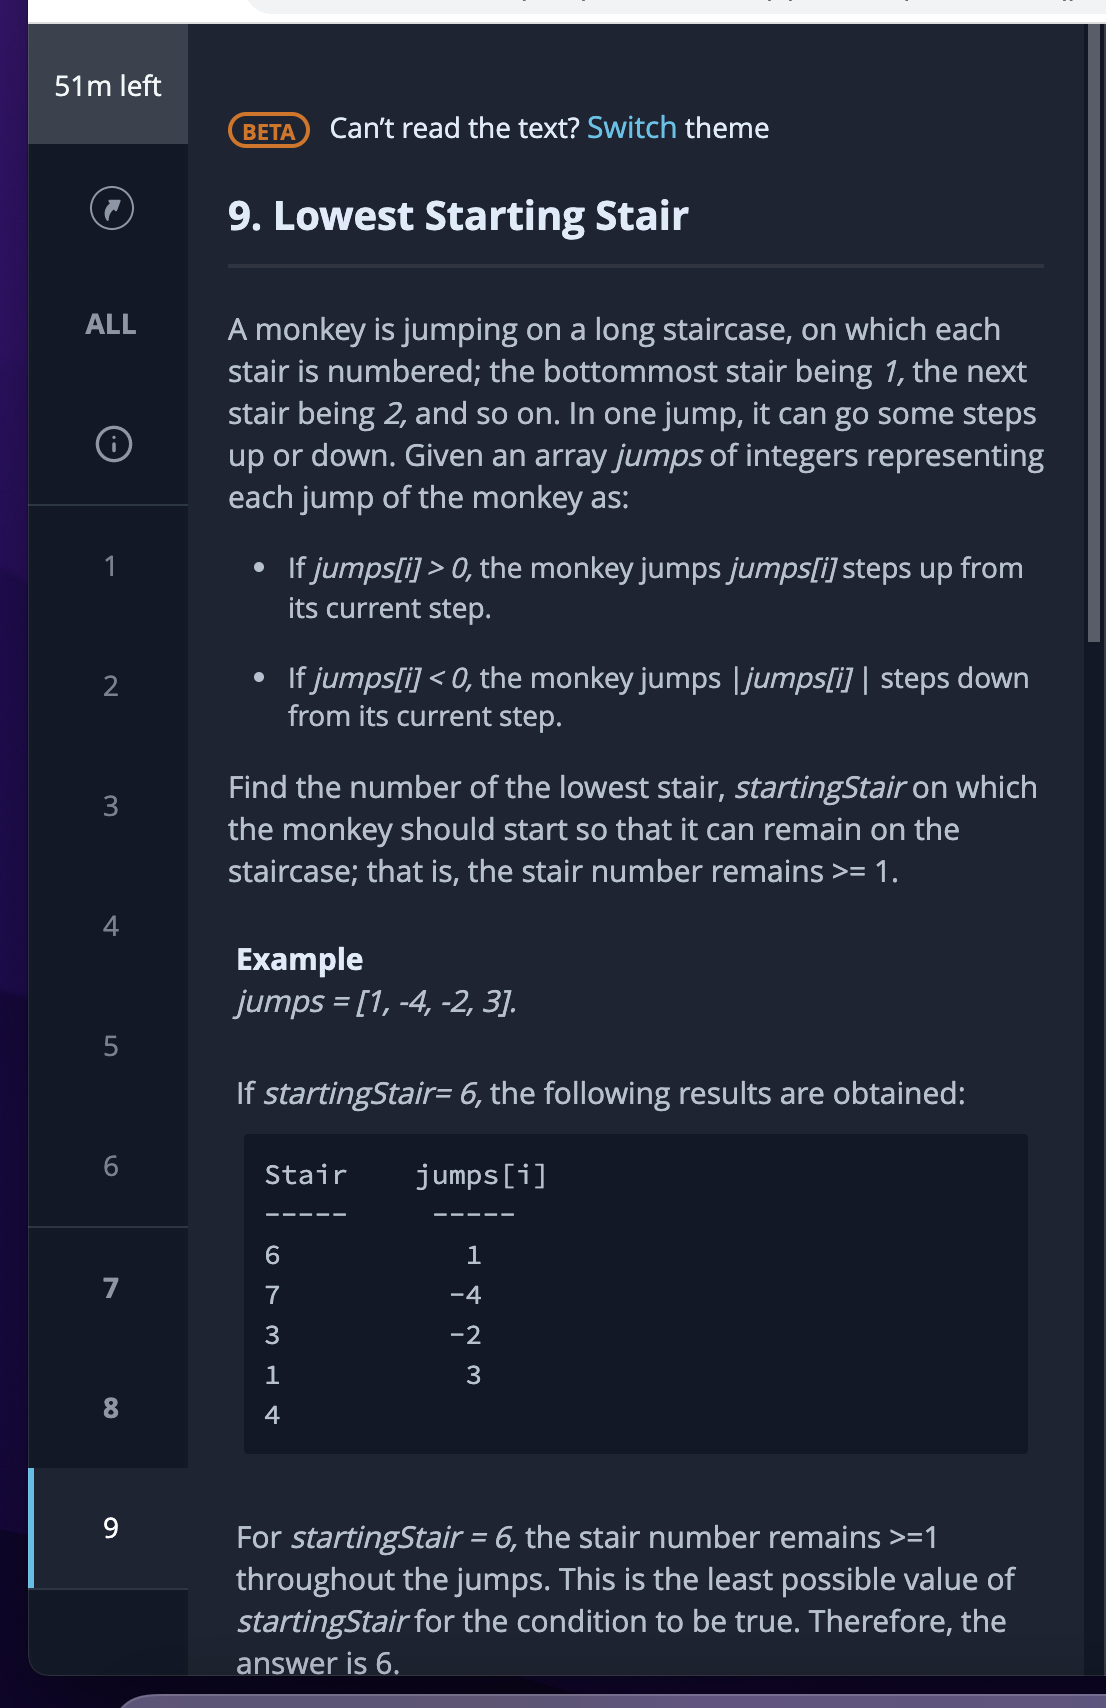 51m left
BETA Can't read the text? Switch theme
9. Lowest Starting Stair
ALL
A monkey is jumping on a long staircase, on which each
stair is numbered; the bottommost stair being 1, the next
stair being 2, and so on. In one jump, it can go some steps
up or down. Given an array jumps of integers representing
each jump of the monkey as:
• If jumps[i] > 0, the monkey jumps jumps[i] steps up from
its current step.
• If jumps[i] < 0, the monkey jumps |jumps[i] | steps down
from its current step.
Find the number of the lowest stair, startingStair on which
the monkey should start so that it can remain on the
staircase; that is, the stair number remains >= 1.
Example
jumps = [1, -4, -2, 3].
If startingStair= 6, the following results are obtained:
Stair jumps[i]
----- -----
6 1
7 -4
3 -2
1 3
4
For startingStair = 6, the stair number remains >=1
throughout the jumps. This is the least possible value of
startingStair for the condition to be true. Therefore, the
answer is 6.
1
2
3
4
5
6
7
8
9